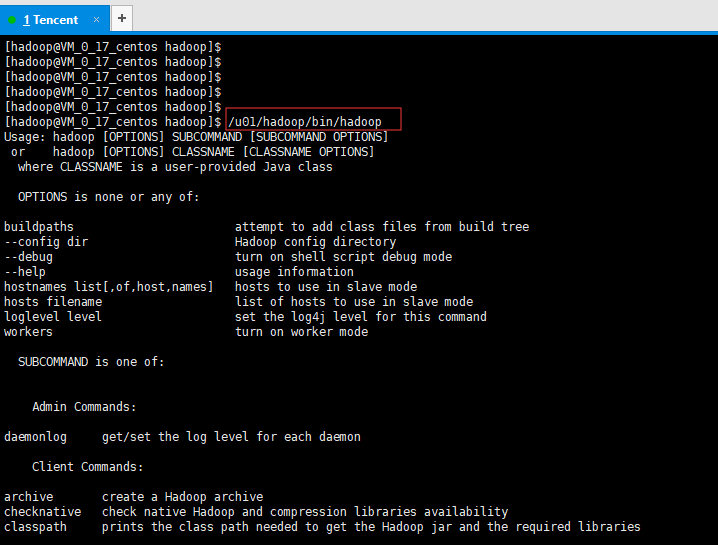 1 Tencent × +
[hadoop@VM_0_17_centos hadoop]$
[hadoop@VM_0_17_centos hadoop]$
[hadoop@VM_0_17_centos hadoop]$
[hadoop@VM_0_17_centos hadoop]$
[hadoop@VM_0_17_centos hadoop]$
[hadoop@VM_0_17_centos hadoop]$ /u01/hadoop/bin/hadoop
Usage: hadoop [OPTIONS] SUBCOMMAND [SUBCOMMAND OPTIONS]
 or    hadoop [OPTIONS] CLASSNAME [CLASSNAME OPTIONS]
  where CLASSNAME is a user-provided Java class
  OPTIONS is none or any of:
buildpaths                       attempt to add class files from build tree
--config dir                     Hadoop config directory
--debug                          turn on shell script debug mode
--help                           usage information
hostnames list[,of,host,names]   hosts to use in slave mode
hosts filename                   list of hosts to use in slave mode
loglevel level                   set the log4j level for this command
workers                          turn on worker mode
  SUBCOMMAND is one of:
    Admin Commands:
daemonlog     get/set the log level for each daemon
    Client Commands:
archive       create a Hadoop archive
checknative   check native Hadoop and compression libraries availability
classpath     prints the class path needed to get the Hadoop jar and the required libraries